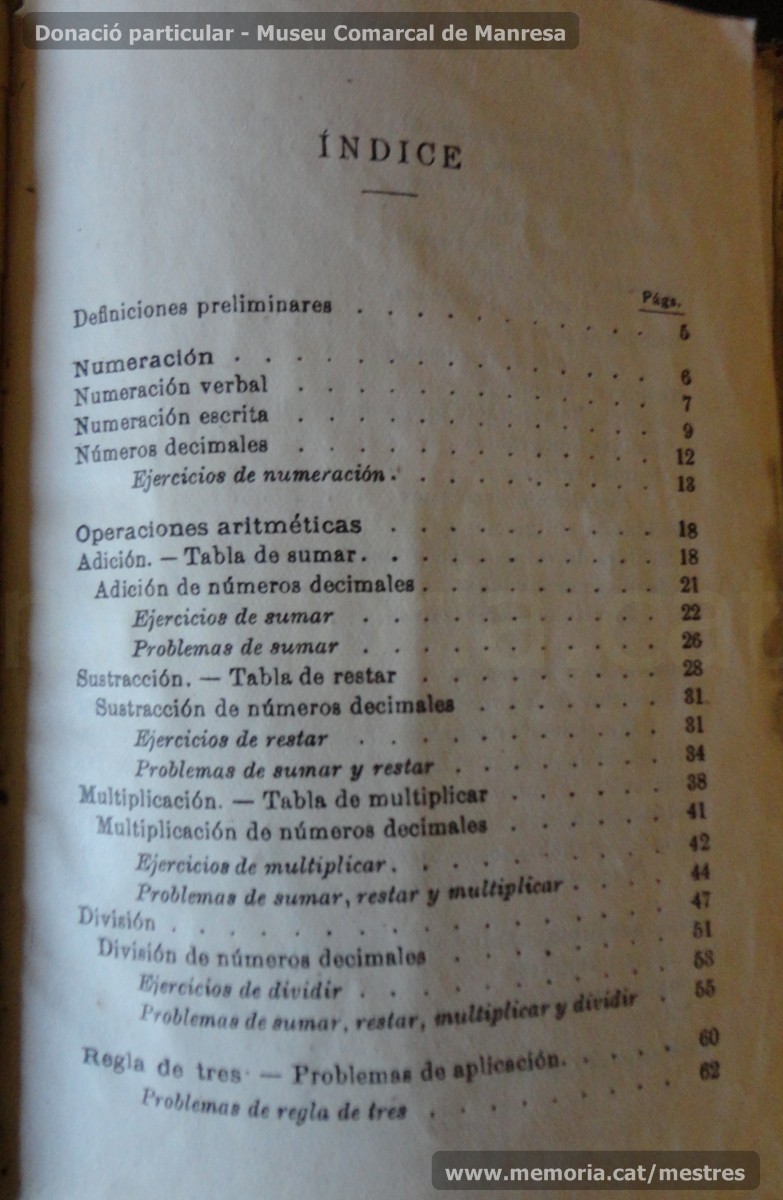 Donació particular - Museu Comarcal de Manresa
ÍNDICE
Págs.
Definiciones preliminares . . . . . . . . . . 5
Numeración . . . . . . . . . . . . . . 6
Numeración verbal . . . . . . . . . . . . 7
Numeración escrita . . . . . . . . . . . . 9
Números decimales . . . . . . . . . . . . 12
Ejercicios de numeración . . . . . . . . . 13
Operaciones aritméticas . . . . . . . . . 18
Adición. — Tabla de sumar . . . . . . . . . . 18
Adición de números decimales . . . . . . . . 21
Ejercicios de sumar . . . . . . . . . . 22
Problemas de sumar . . . . . . . . . . 26
Sustracción. — Tabla de restar . . . . . . . . 28
Sustracción de números decimales . . . . . . 31
Ejercicios de restar . . . . . . . . . . 31
Problemas de sumar y restar . . . . . . . 34
Multiplicación. — Tabla de multiplicar . . . . . 38
Multiplicación de números decimales . . . . . 41
Ejercicios de multiplicar . . . . . . . . . 42
Problemas de sumar, restar y multiplicar . . . 44
División . . . . . . . . . . . . . . . . 47
División de números decimales . . . . . . . 51
Ejercicios de dividir . . . . . . . . . . 53
Problemas de sumar, restar, multiplicar y dividir . 55
Regla de tres — Problemas de aplicación. . . . . 60
Problemas de regla de tres . . . . . . . . 62
www.memoria.cat/mestres